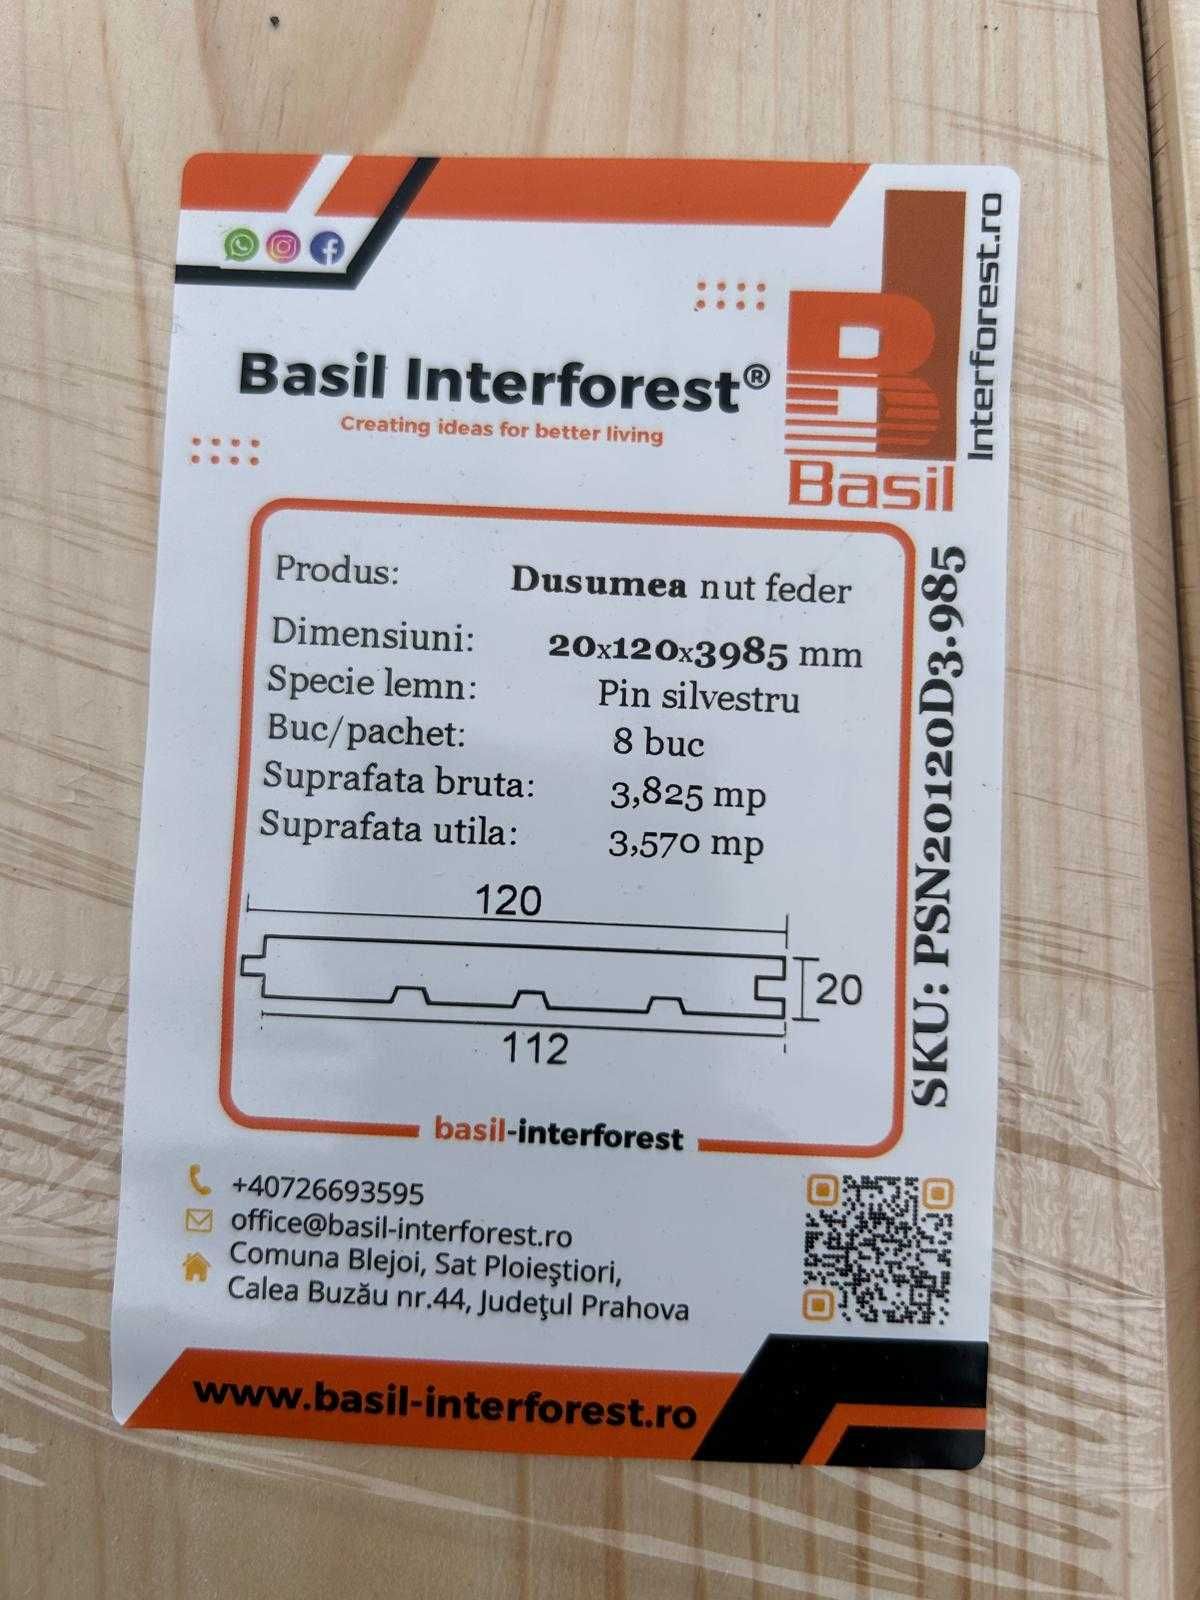 Basil Interforest®
Creating ideas for better living
Basil
Interforest.ro
Produs: Dusumea nut feder
Dimensiuni: 20x120x3985 mm
Specie lemn: Pin silvestru
Buc/pachet: 8 buc
Suprafata bruta: 3,825 mp
Suprafata utila: 3,570 mp
120
20
112
basil-interforest
SKU: PSN20120D3.985
+40726693595
office@basil-interforest.ro
Comuna Blejoi, Sat Ploieştiori,
Calea Buzău nr.44, Judeţul Prahova
www.basil-interforest.ro